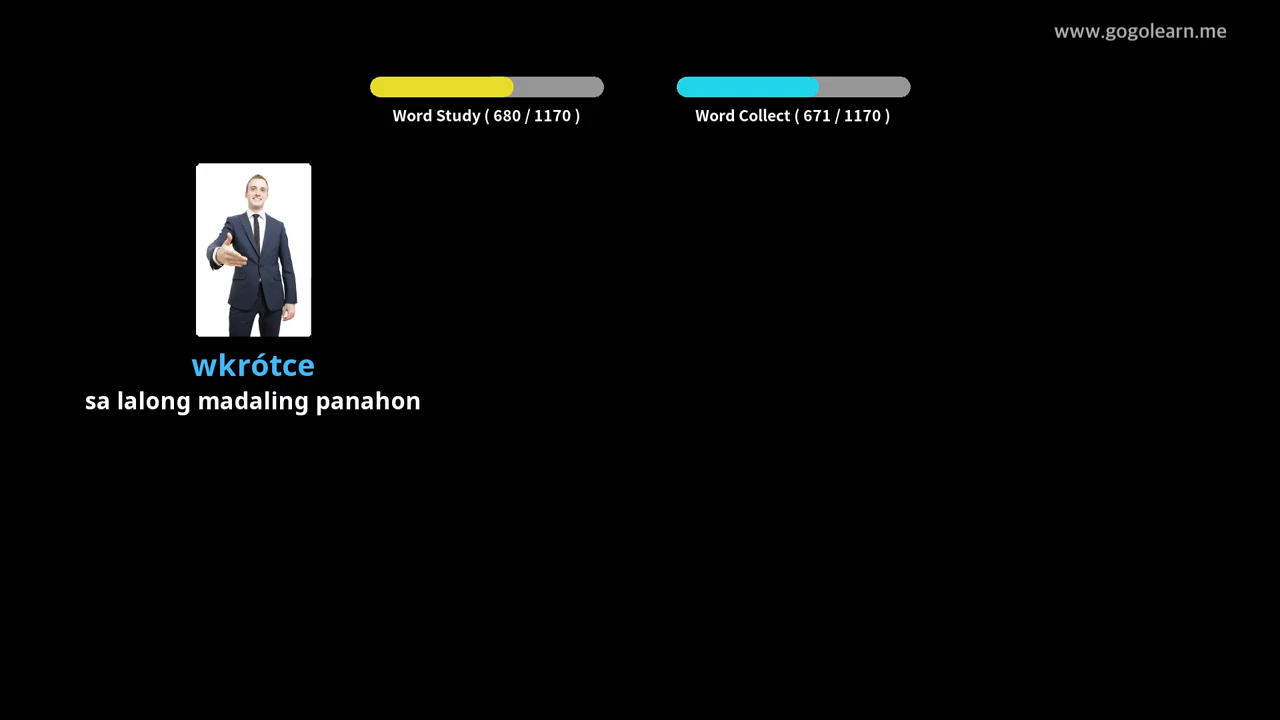 www.gogolearn.me
Word Study ( 680 / 1170 )
Word Collect ( 671 / 1170 )
wkrótce
sa lalong madaling panahon